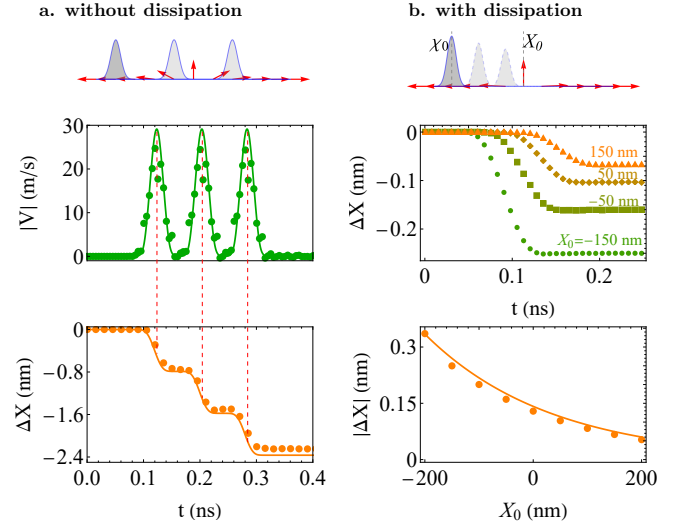 a. without dissipation
b. with dissipation
χ0
X0
30
20
10
0
|V| (m/s)
0
-0.8
-1.6
-2.4
ΔX (nm)
0.0
0.1
0.2
0.3
0.4
t (ns)
0
-0.1
-0.2
ΔX (nm)
150 nm
50 nm
-50 nm
X0=-150 nm
0
0.1
0.2
t (ns)
0.3
0.15
0
|ΔX| (nm)
-200
0
200
X0 (nm)